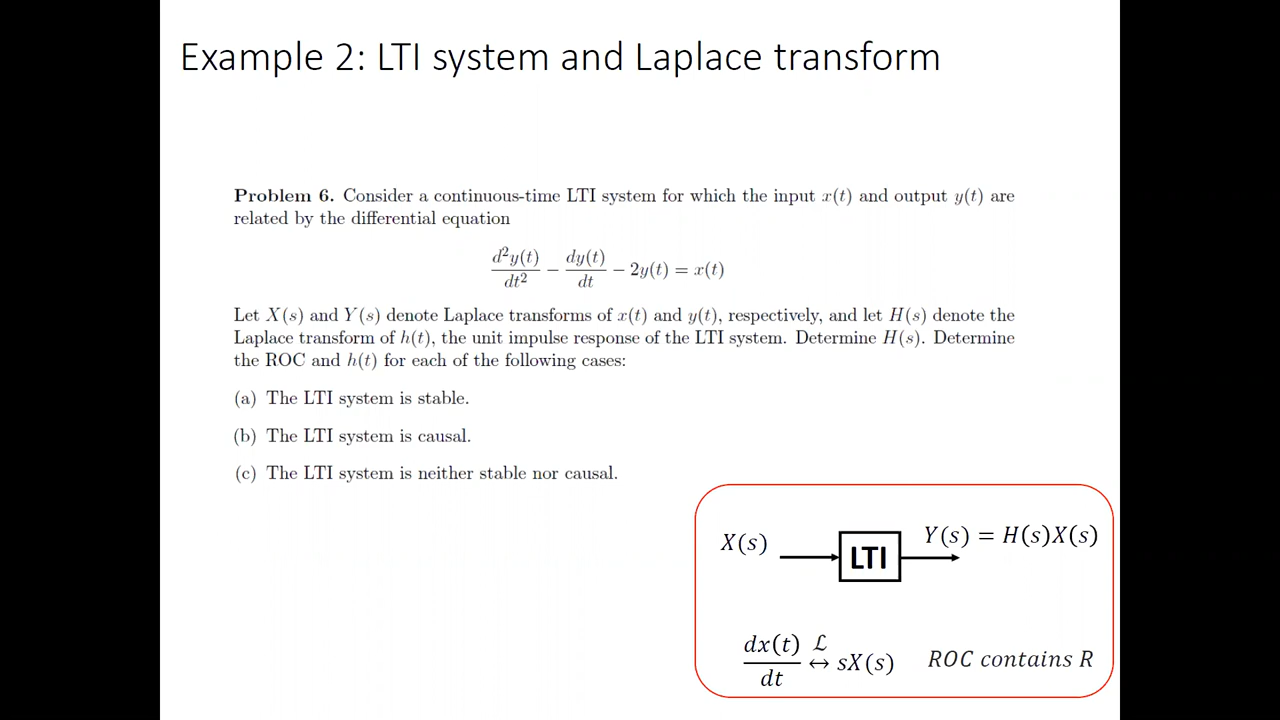 Example 2: LTI system and Laplace transform
Problem 6. Consider a continuous-time LTI system for which the input x(t) and output y(t) are
related by the differential equation
d²y(t)/dt² − dy(t)/dt − 2y(t) = x(t)
Let X(s) and Y(s) denote Laplace transforms of x(t) and y(t), respectively, and let H(s) denote the
Laplace transform of h(t), the unit impulse response of the LTI system. Determine H(s). Determine
the ROC and h(t) for each of the following cases:
(a) The LTI system is stable.
(b) The LTI system is causal.
(c) The LTI system is neither stable nor causal.
X(s) LTI Y(s) = H(s)X(s)
dx(t)/dt ℒ↔ sX(s) ROC contains R